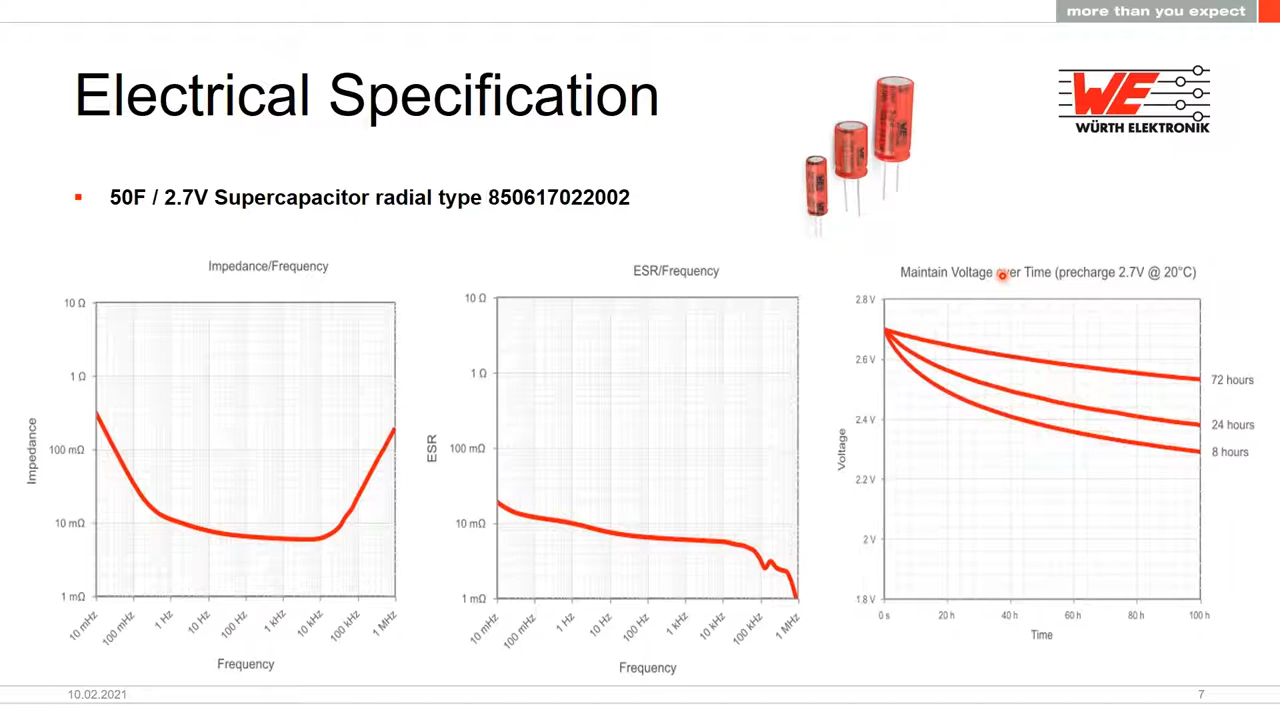 more than you expect
Electrical Specification
WE
WÜRTH ELEKTRONIK
50F / 2.7V Supercapacitor radial type 850617022002
Impedance/Frequency
10 Ω
1 Ω
100 mΩ
10 mΩ
1 mΩ
Impedance
10 mHz
100 mHz
1 Hz
10 Hz
100 Hz
1 kHz
10 kHz
100 kHz
1 MHz
Frequency
ESR/Frequency
10 Ω
1 Ω
100 mΩ
10 mΩ
1 mΩ
ESR
10 mHz
100 mHz
1 Hz
10 Hz
100 Hz
1 kHz
10 kHz
100 kHz
1 MHz
Frequency
Maintain Voltage over Time (precharge 2.7V @ 20°C)
2.8 V
2.6 V
2.4 V
2.2 V
2 V
1.8 V
Voltage
72 hours
24 hours
8 hours
0 s
20 h
40 h
60 h
80 h
100 h
Time
10.02.2021
7